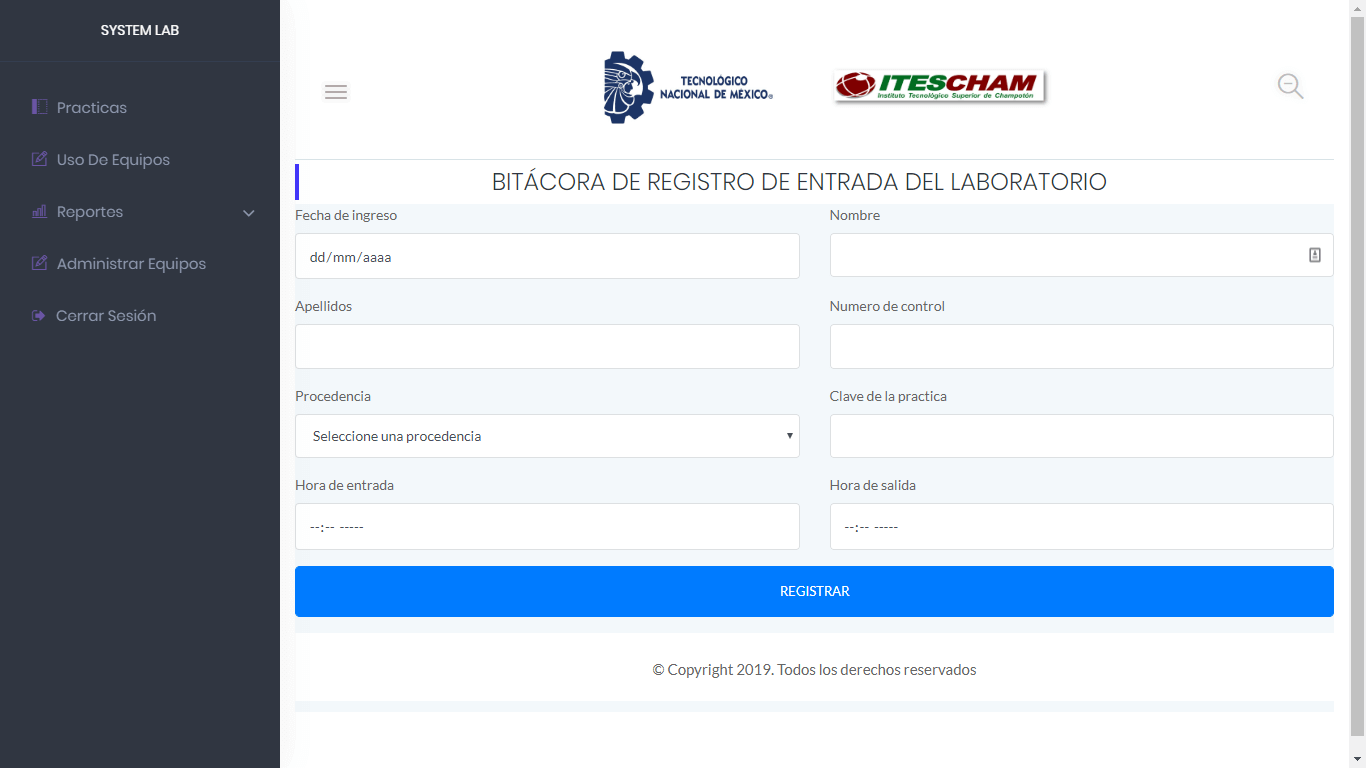 SYSTEM LAB
Practicas
Uso De Equipos
Reportes
Administrar Equipos
Cerrar Sesión
TECNOLÓGICO
NACIONAL DE MÉXICO®
ITESCHAM
Instituto Tecnológico Superior de Champotón
BITÁCORA DE REGISTRO DE ENTRADA DEL LABORATORIO
Fecha de ingreso
dd/mm/aaaa
Nombre
Apellidos
Numero de control
Procedencia
Seleccione una procedencia
Clave de la practica
Hora de entrada
--:-- -----
Hora de salida
--:-- -----
REGISTRAR
© Copyright 2019. Todos los derechos reservados